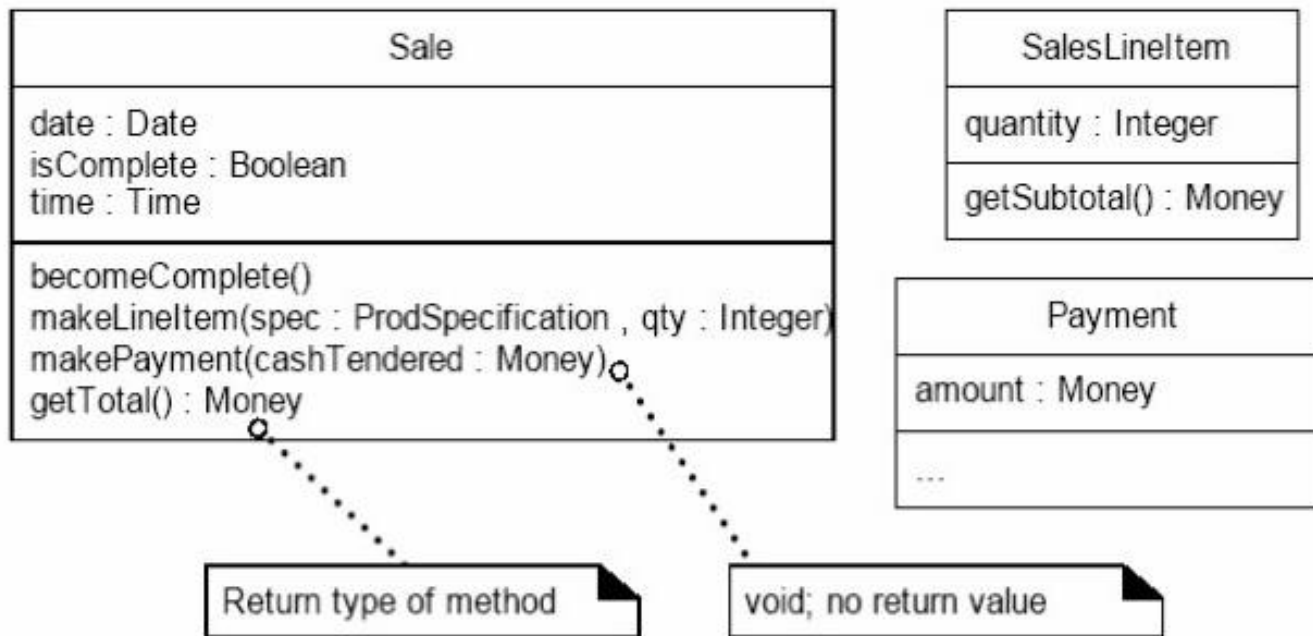 Sale
date : Date
isComplete : Boolean
time : Time
becomeComplete()
makeLineItem(spec : ProdSpecification , qty : Integer)
makePayment(cashTendered : Money)
getTotal() : Money
SalesLineItem
quantity : Integer
getSubtotal() : Money
Payment
amount : Money
...
Return type of method
void; no return value